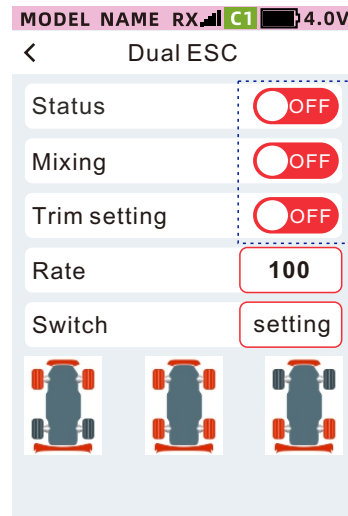 MODEL NAME RX C1 4.0V
Dual ESC
Status OFF
Mixing OFF
Trim setting OFF
Rate 100
Switch setting